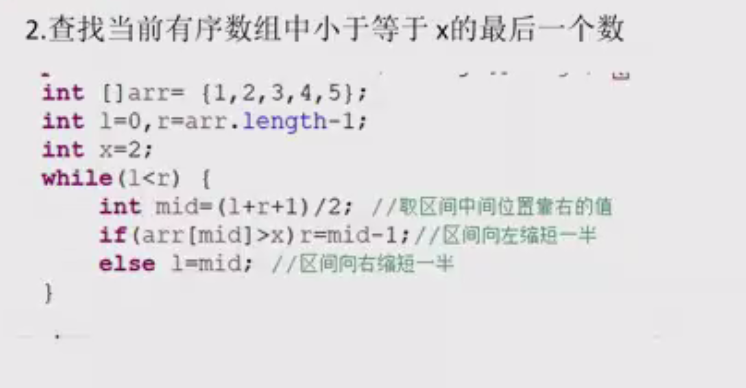 2.查找当前有序数组中小于等于 x的最后一个数
int []arr= {1,2,3,4,5};
int l=0,r=arr.length-1;
int x=2;
while(l<r) {
    int mid=(l+r+1)/2; //取区间中间位置靠右的值
    if(arr[mid]>x)r=mid-1;//区间向左缩短一半
    else l=mid; //区间向右缩短一半
}